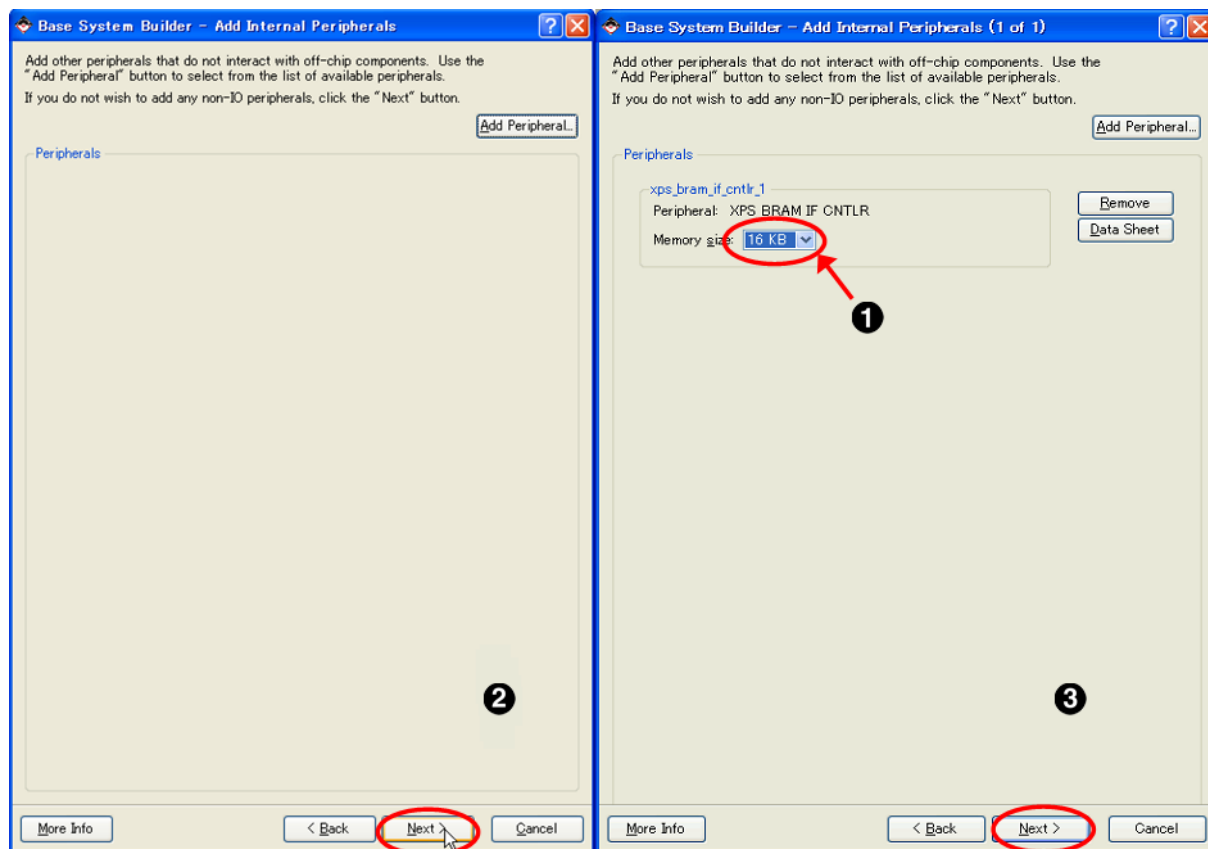 Base System Builder - Add Internal Peripherals
Add other peripherals that do not interact with off-chip components. Use the
"Add Peripheral" button to select from the list of available peripherals.
If you do not wish to add any non-IO peripherals, click the "Next" button.
Add Peripheral...
Peripherals
❷
More Info
< Back
Next >
Cancel
Base System Builder - Add Internal Peripherals (1 of 1)
Add other peripherals that do not interact with off-chip components. Use the
"Add Peripheral" button to select from the list of available peripherals.
If you do not wish to add any non-IO peripherals, click the "Next" button.
Add Peripheral...
Peripherals
xps_bram_if_cntlr_1
Peripheral: XPS BRAM IF CNTLR
Remove
Memory size: 16 KB
Data Sheet
❶
❸
More Info
< Back
Next >
Cancel